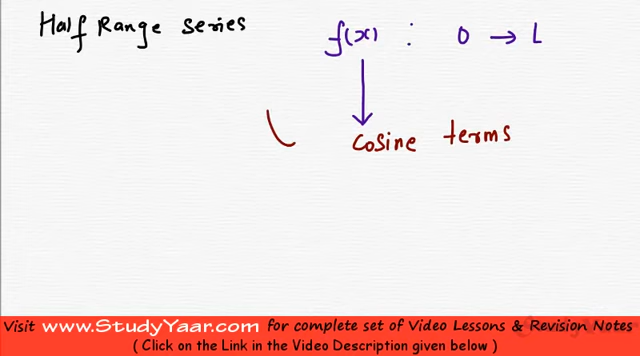 Half Range series
f(x) : 0 → L
cosine terms
Visit www.StudyYaar.com for complete set of Video Lessons & Revision Notes
( Click on the Link in the Video Description given below )